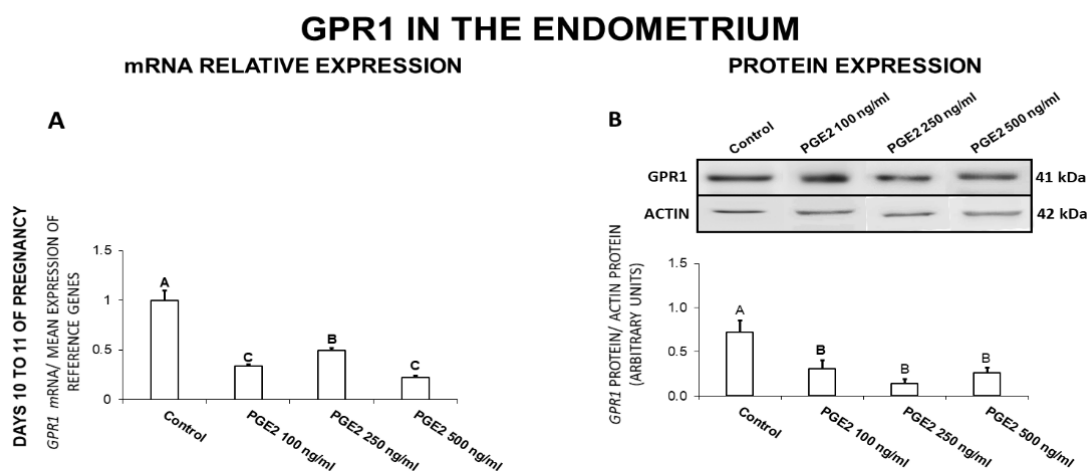 GPR1 IN THE ENDOMETRIUM
mRNA RELATIVE EXPRESSION
PROTEIN EXPRESSION
A
DAYS 10 TO 11 OF PREGNANCY
GPR1 mRNA/ MEAN EXPRESSION OF
REFERENCE GENES
1.5
1
0.5
0
A
C
B
C
Control
PGE2 100 ng/ml
PGE2 250 ng/ml
PGE2 500 ng/ml
B
Control
PGE2 100 ng/ml
PGE2 250 ng/ml
PGE2 500 ng/ml
GPR1
41 kDa
ACTIN
42 kDa
GPR1 PROTEIN/ ACTIN PROTEIN
(ARBITRARY UNITS)
1.5
1.0
0.5
0.0
A
B
B
B
Control
PGE2 100 ng/ml
PGE2 250 ng/ml
PGE2 500 ng/ml